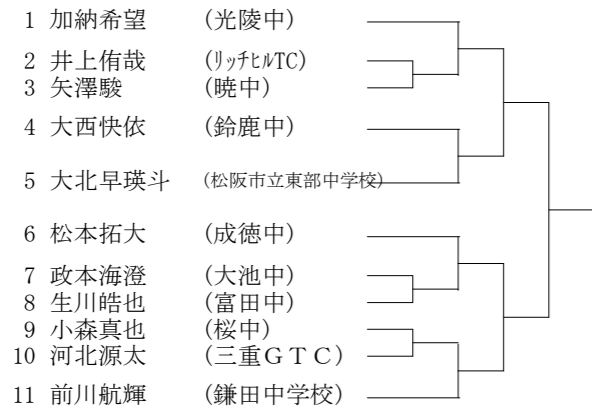 1 加納希望 (光陵中)
2 井上侑哉 (ﾘｯﾁﾋﾙTC)
3 矢澤駿 (暁中)
4 大西快依 (鈴鹿中)
5 大北早瑛斗 (松阪市立東部中学校)
6 松本拓大 (成徳中)
7 政本海澄 (大池中)
8 生川皓也 (富田中)
9 小森真也 (桜中)
10 河北源太 (三重ＧＴＣ)
11 前川航輝 (鎌田中学校)